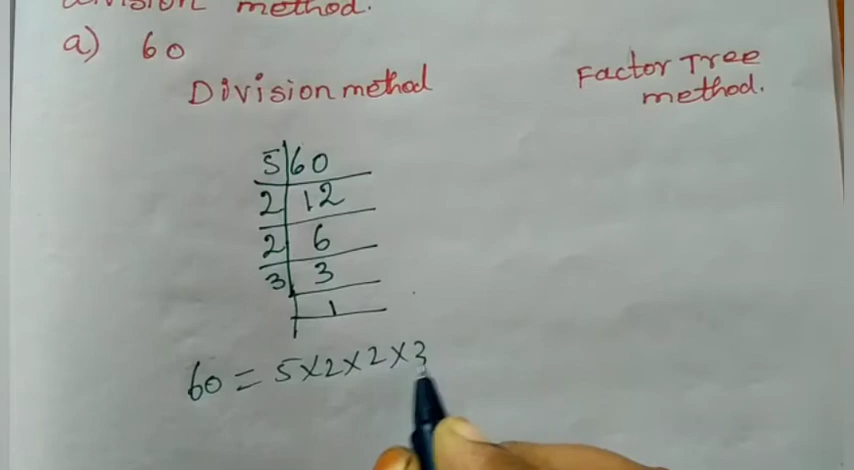 division method.
a) 60
Division method
Factor Tree
method.
5|60
2|12
2|6
3|3
|1
60 = 5×2×2×3